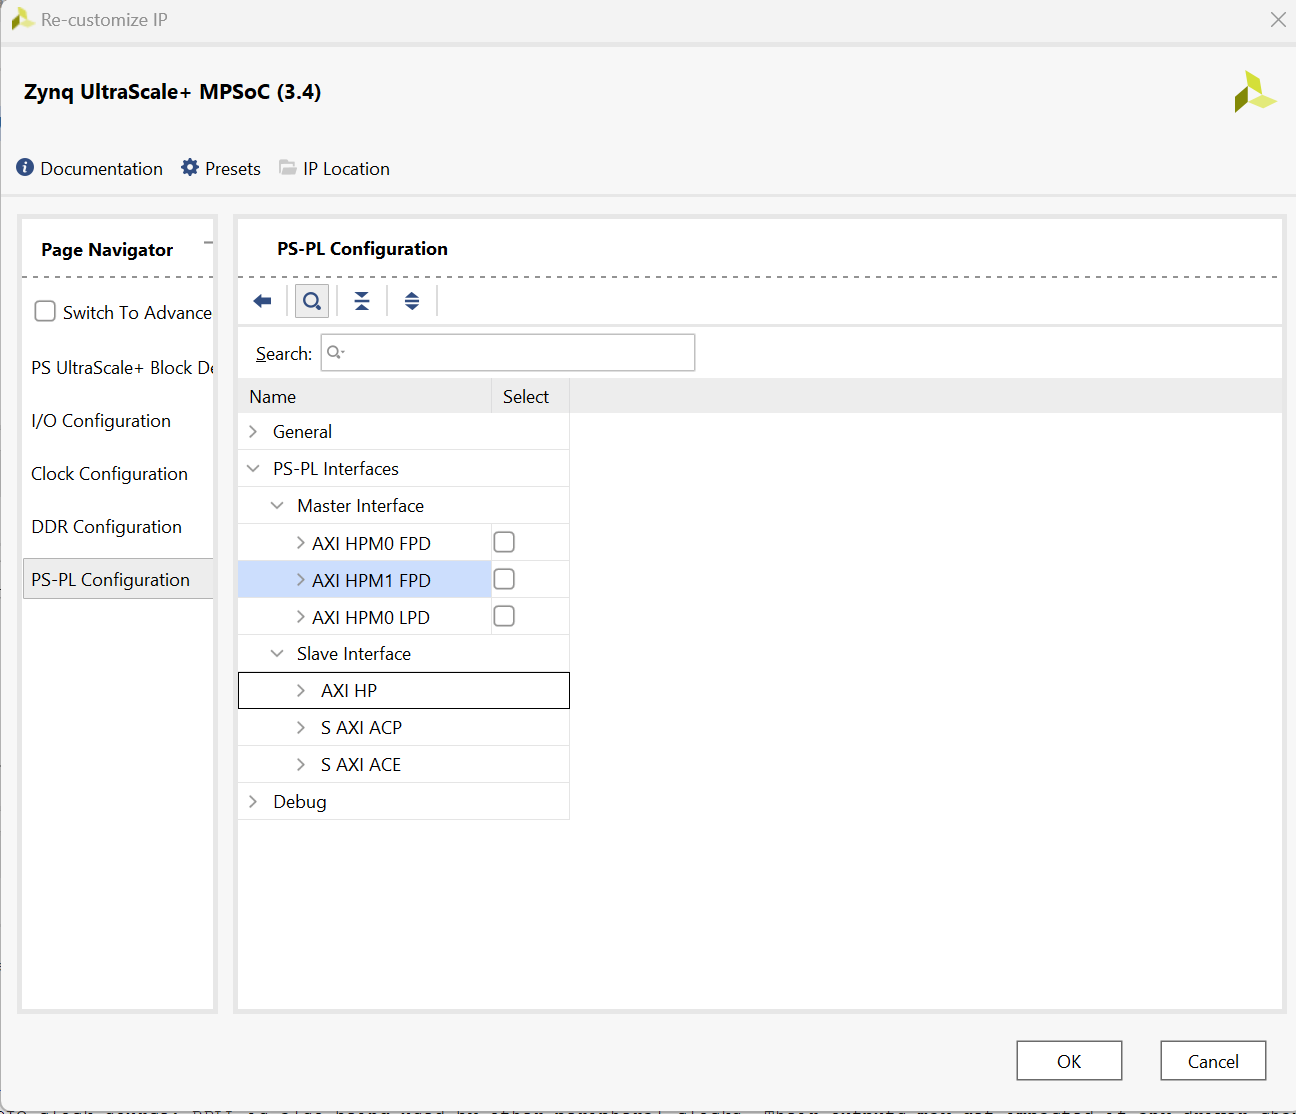 Re-customize IP
Zynq UltraScale+ MPSoC (3.4)
Documentation Presets IP Location
Page Navigator
Switch To Advance
PS UltraScale+ Block De
I/O Configuration
Clock Configuration
DDR Configuration
PS-PL Configuration
PS-PL Configuration
Search:
Name Select
General
PS-PL Interfaces
Master Interface
AXI HPM0 FPD
AXI HPM1 FPD
AXI HPM0 LPD
Slave Interface
AXI HP
S AXI ACP
S AXI ACE
Debug
OK Cancel